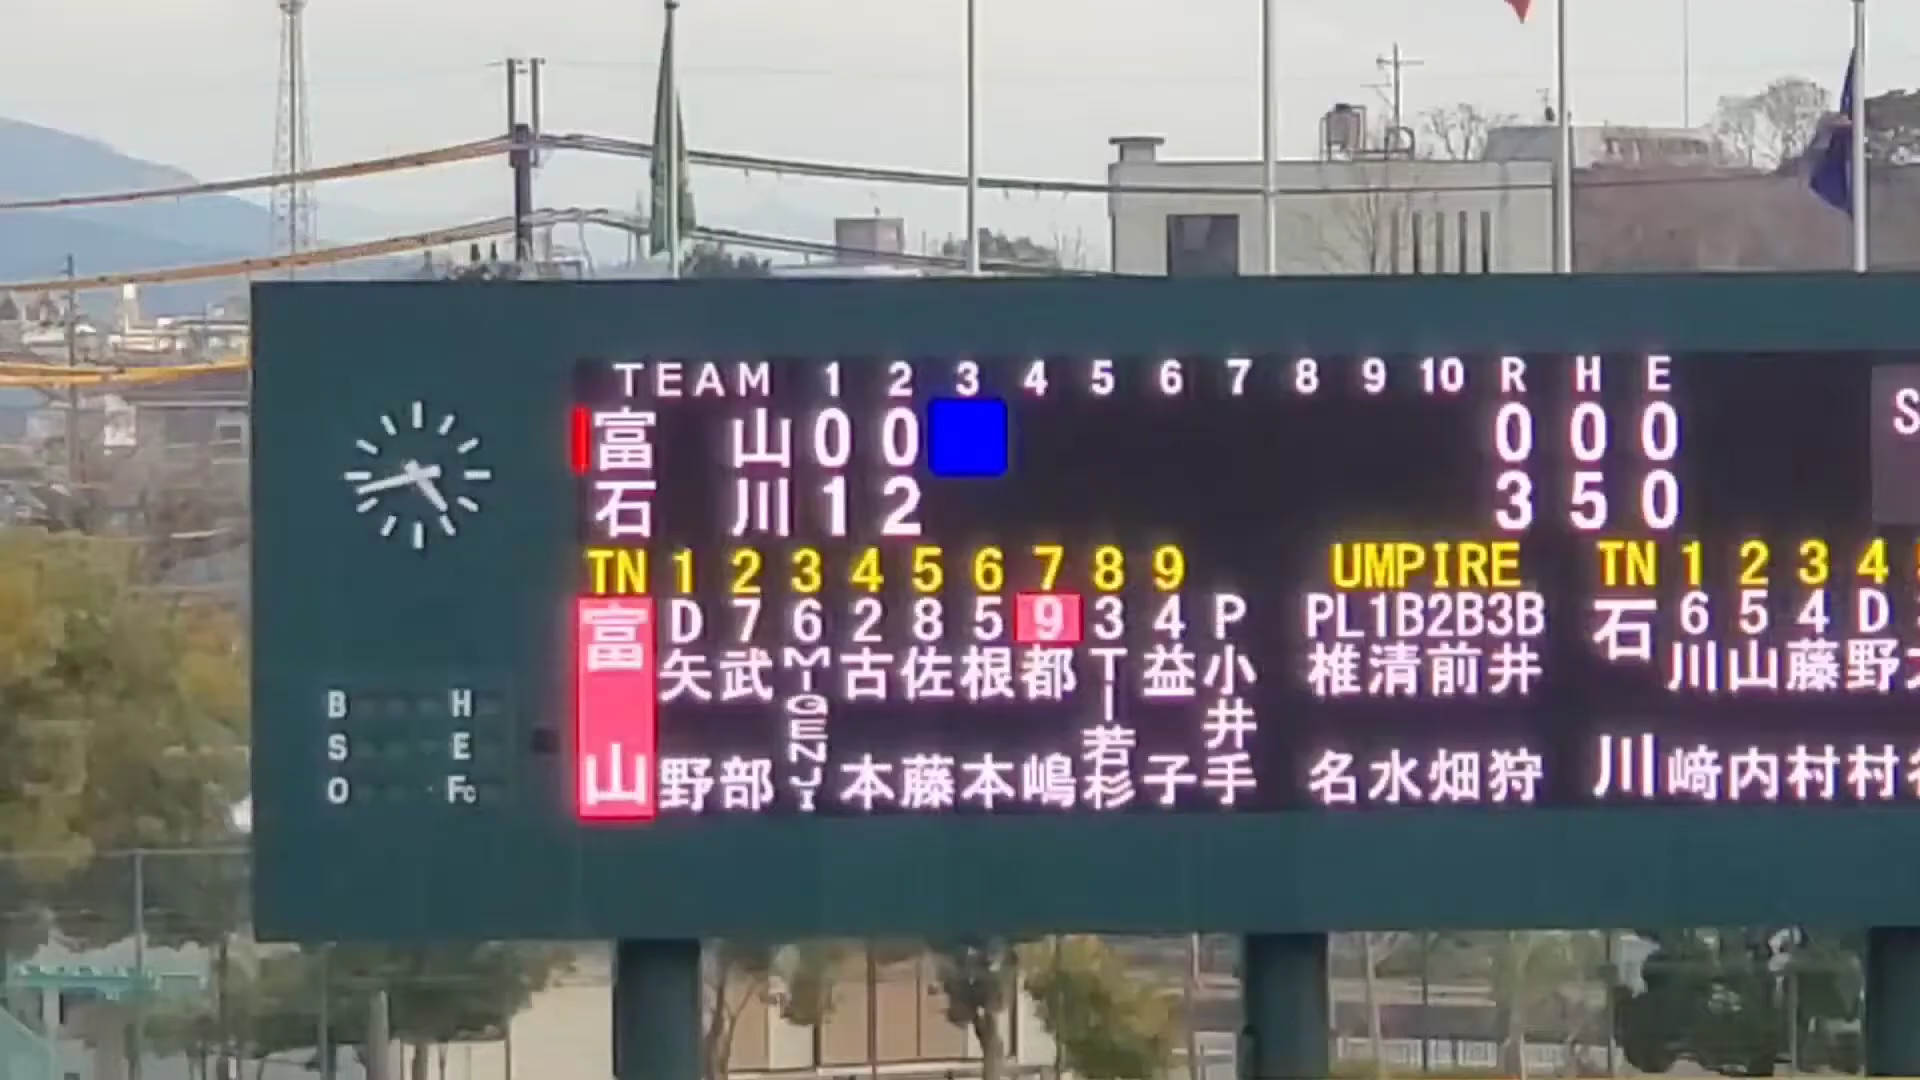 TEAM 1 2 3 4 5 6 7 8 9 10 R H E
富山 0 0 0 0 0
石川 1 2 3 5 0
TN 1 2 3 4 5 6 7 8 9 UMPIRE TN 1 2 3 4
富山 D 7 6 2 8 5 9 3 4 P PL 1B 2B 3B 石川 6 5 4 D
矢野 武部 MIGENJI 古本 佐藤 根本 都嶋 TI若杉 益子 小井手 椎名 清水 前畑 井狩 川﨑 山内 藤村 野村
B H
S E
O Fc
S